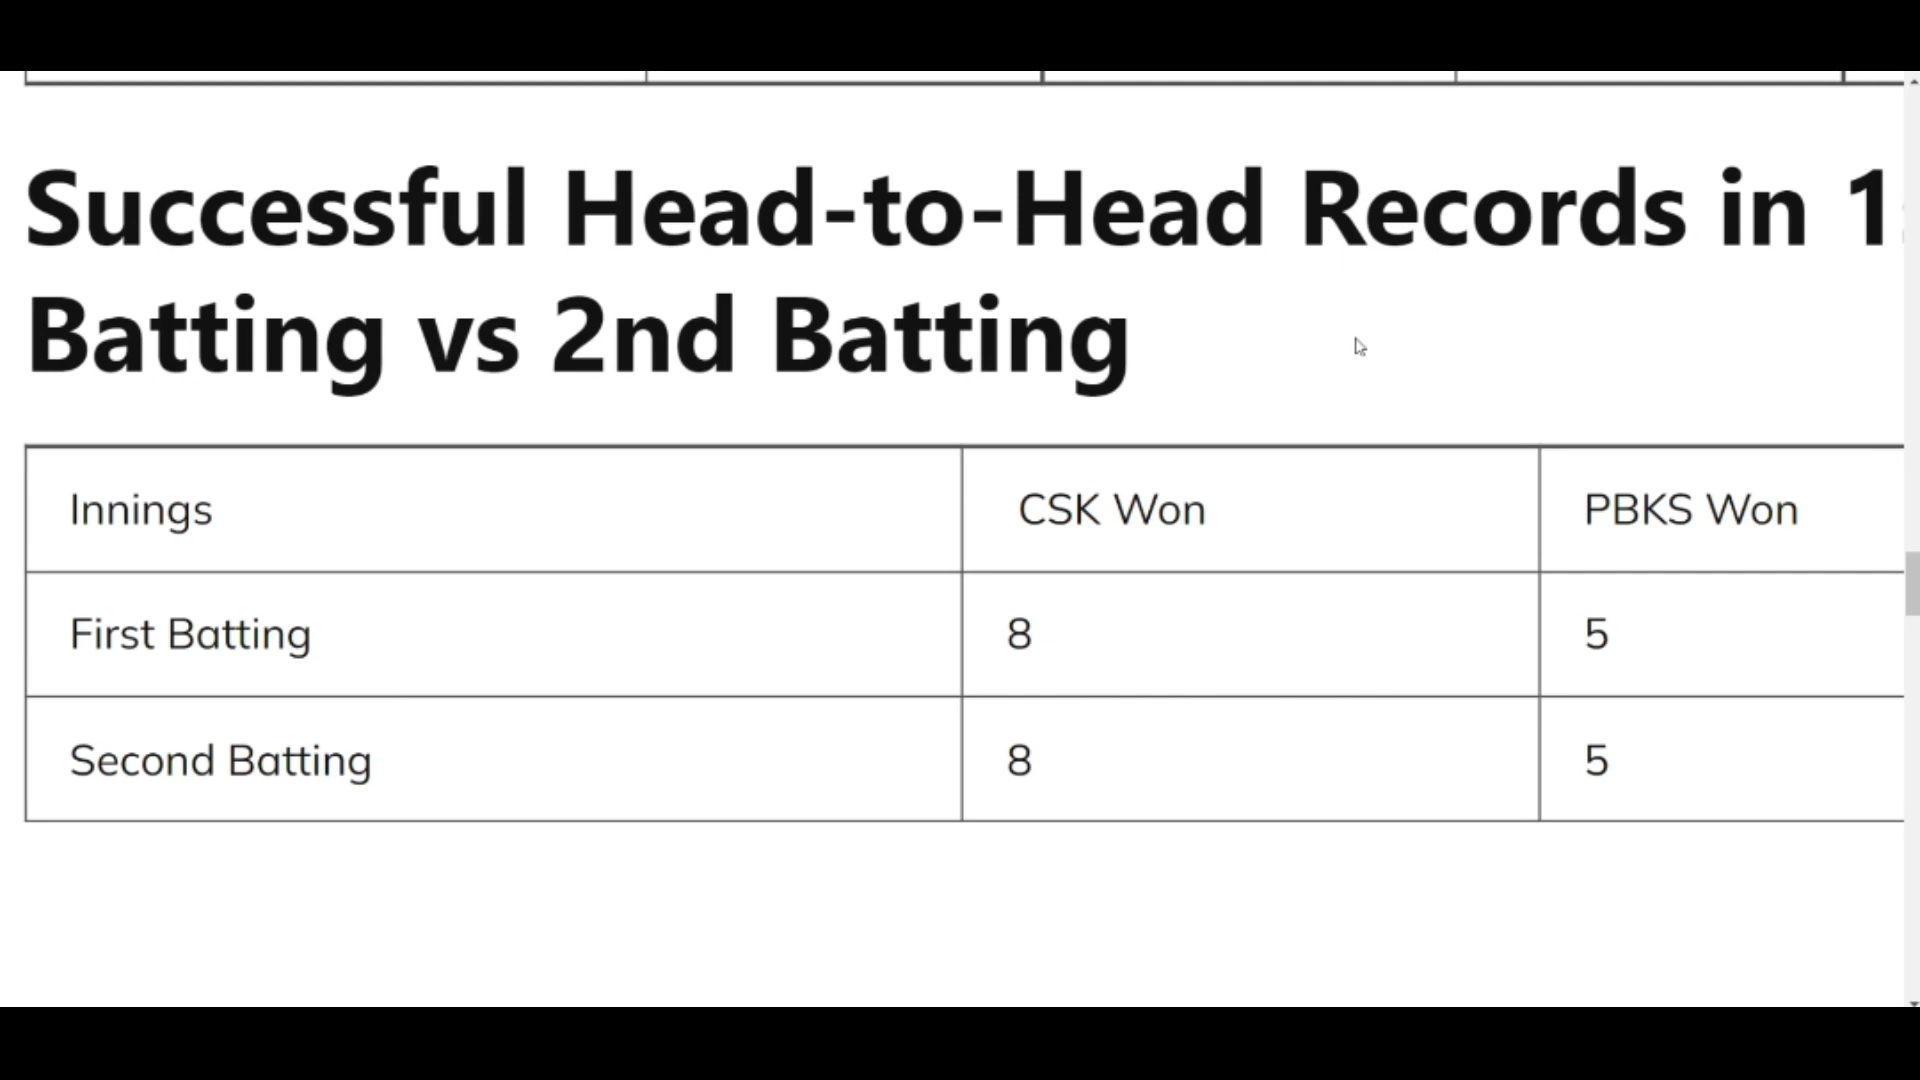 Successful Head-to-Head Records in 1
Batting vs 2nd Batting
Innings CSK Won PBKS Won
First Batting 8 5
Second Batting 8 5